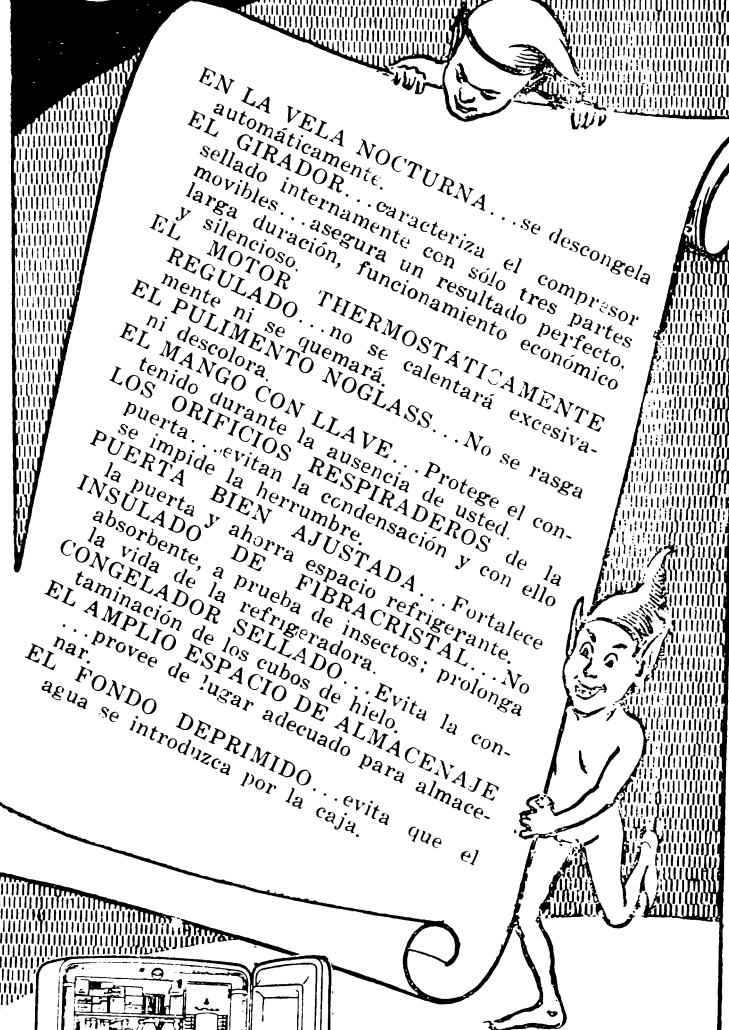 EN LA VELA NOCTURNA...se descongela
automáticamente.
EL GIRADOR...caracteriza el compresor
sellado internamente con sólo tres partes
movibles...asegura un resultado perfecto,
larga duración, funcionamiento económico
y silencioso.
EL MOTOR THERMOSTATICAMENTE
REGULADO...no se calentará excesiva-
mente ni se quemará.
EL PULIMENTO NOGLASS...No se rasga
ni descolora.
EL MANGO CON LLAVE...Protege el con-
tenido durante la ausencia de usted.
LOS ORIFICIOS RESPIRADEROS de la
puerta...evitan la condensación y con ello
se impide la herrumbre.
PUERTA BIEN AJUSTADA...Fortalece
la puerta y ahorra espacio refrigerante.
INSULADO DE FIBRACRISTAL...No
absorbente, a prueba de insectos; prolonga
la vida de la refrigeradora.
CONGELADOR SELLADO...Evita la con-
taminación de los cubos de hielo.
EL AMPLIO ESPACIO DE ALMACENAJE
...provee de lugar adecuado para almace-
nar.
EL FONDO DEPRIMIDO...evita que el
agua se introduzca por la caja.